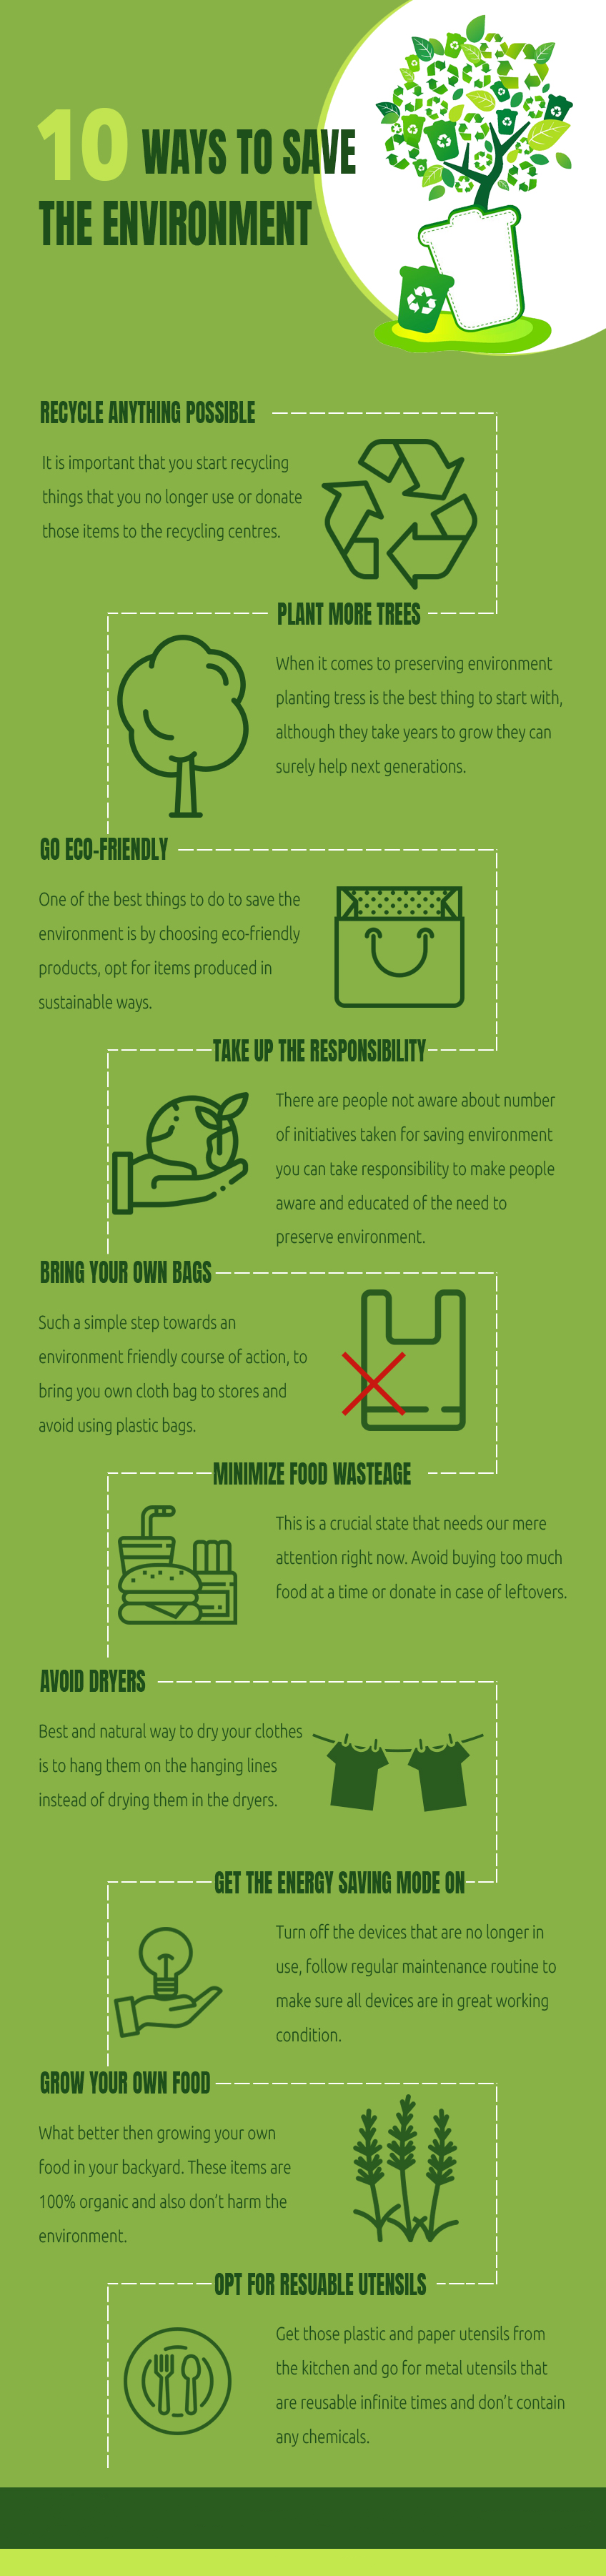 10 WAYS TO SAVE
THE ENVIRONMENT
RECYCLE ANYTHING POSSIBLE
It is important that you start recycling
things that you no longer use or donate
those items to the recycling centres.
PLANT MORE TREES
When it comes to preserving environment
planting tress is the best thing to start with,
although they take years to grow they can
surely help next generations.
GO ECO-FRIENDLY
One of the best things to do to save the
environment is by choosing eco-friendly
products, opt for items produced in
sustainable ways.
TAKE UP THE RESPONSIBILITY
There are people not aware about number
of initiatives taken for saving environment
you can take responsibility to make people
aware and educated of the need to
preserve environment.
BRING YOUR OWN BAGS
Such a simple step towards an
environment friendly course of action, to
bring you own cloth bag to stores and
avoid using plastic bags.
MINIMIZE FOOD WASTEAGE
This is a crucial state that needs our mere
attention right now. Avoid buying too much
food at a time or donate in case of leftovers.
AVOID DRYERS
Best and natural way to dry your clothes
is to hang them on the hanging lines
instead of drying them in the dryers.
GET THE ENERGY SAVING MODE ON
Turn off the devices that are no longer in
use, follow regular maintenance routine to
make sure all devices are in great working
condition.
GROW YOUR OWN FOOD
What better then growing your own
food in your backyard. These items are
100% organic and also don't harm the
environment.
OPT FOR RESUABLE UTENSILS
Get those plastic and paper utensils from
the kitchen and go for metal utensils that
are reusable infinite times and don't contain
any chemicals.